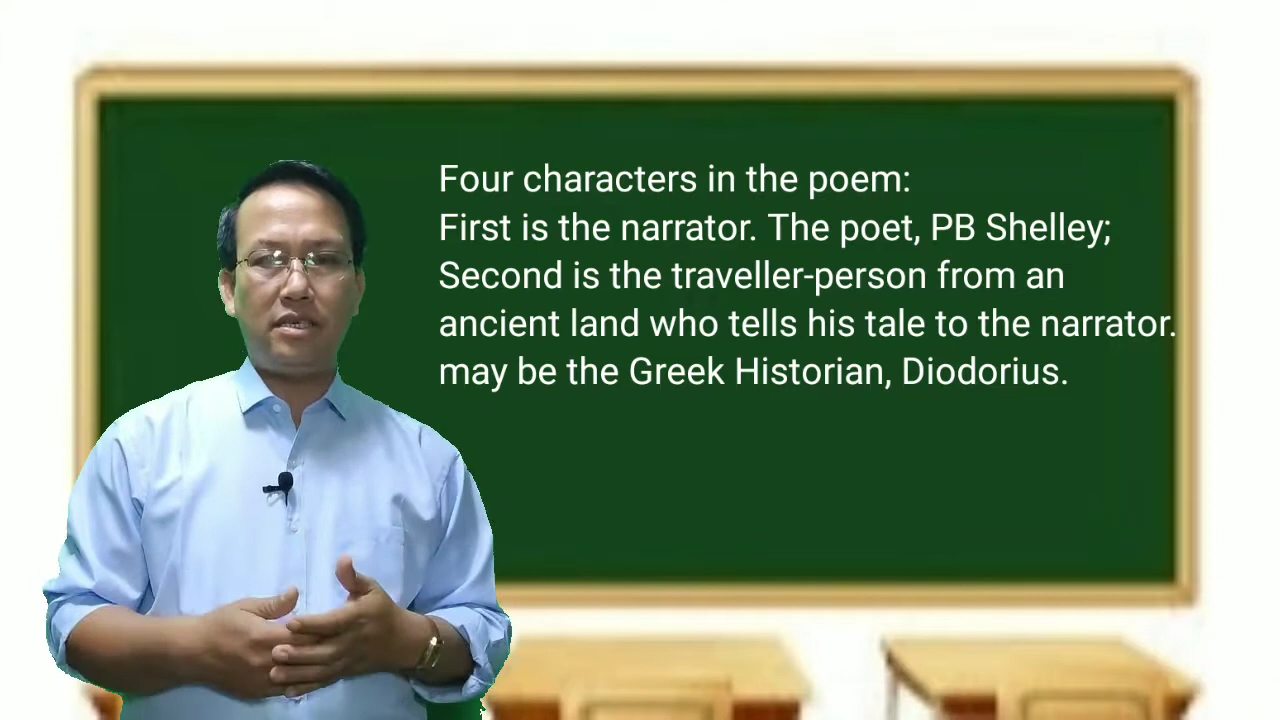 Four characters in the poem:
First is the narrator. The poet, PB Shelley;
Second is the traveller-person from an
ancient land who tells his tale to the narrator.
may be the Greek Historian, Diodorius.